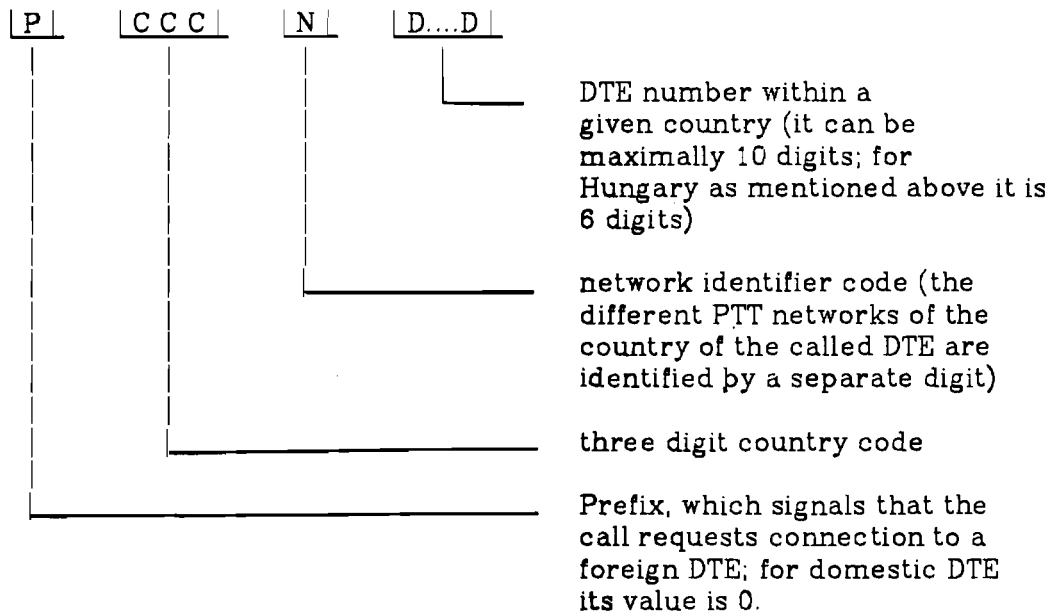 P C C C N D....D
DTE number within a
given country (it can be
maximally 10 digits; for
Hungary as mentioned above it is
6 digits)
network identifier code (the
different PTT networks of the
country of the called DTE are
identified by a separate digit)
three digit country code
Prefix, which signals that the
call requests connection to a
foreign DTE; for domestic DTE
its value is 0.